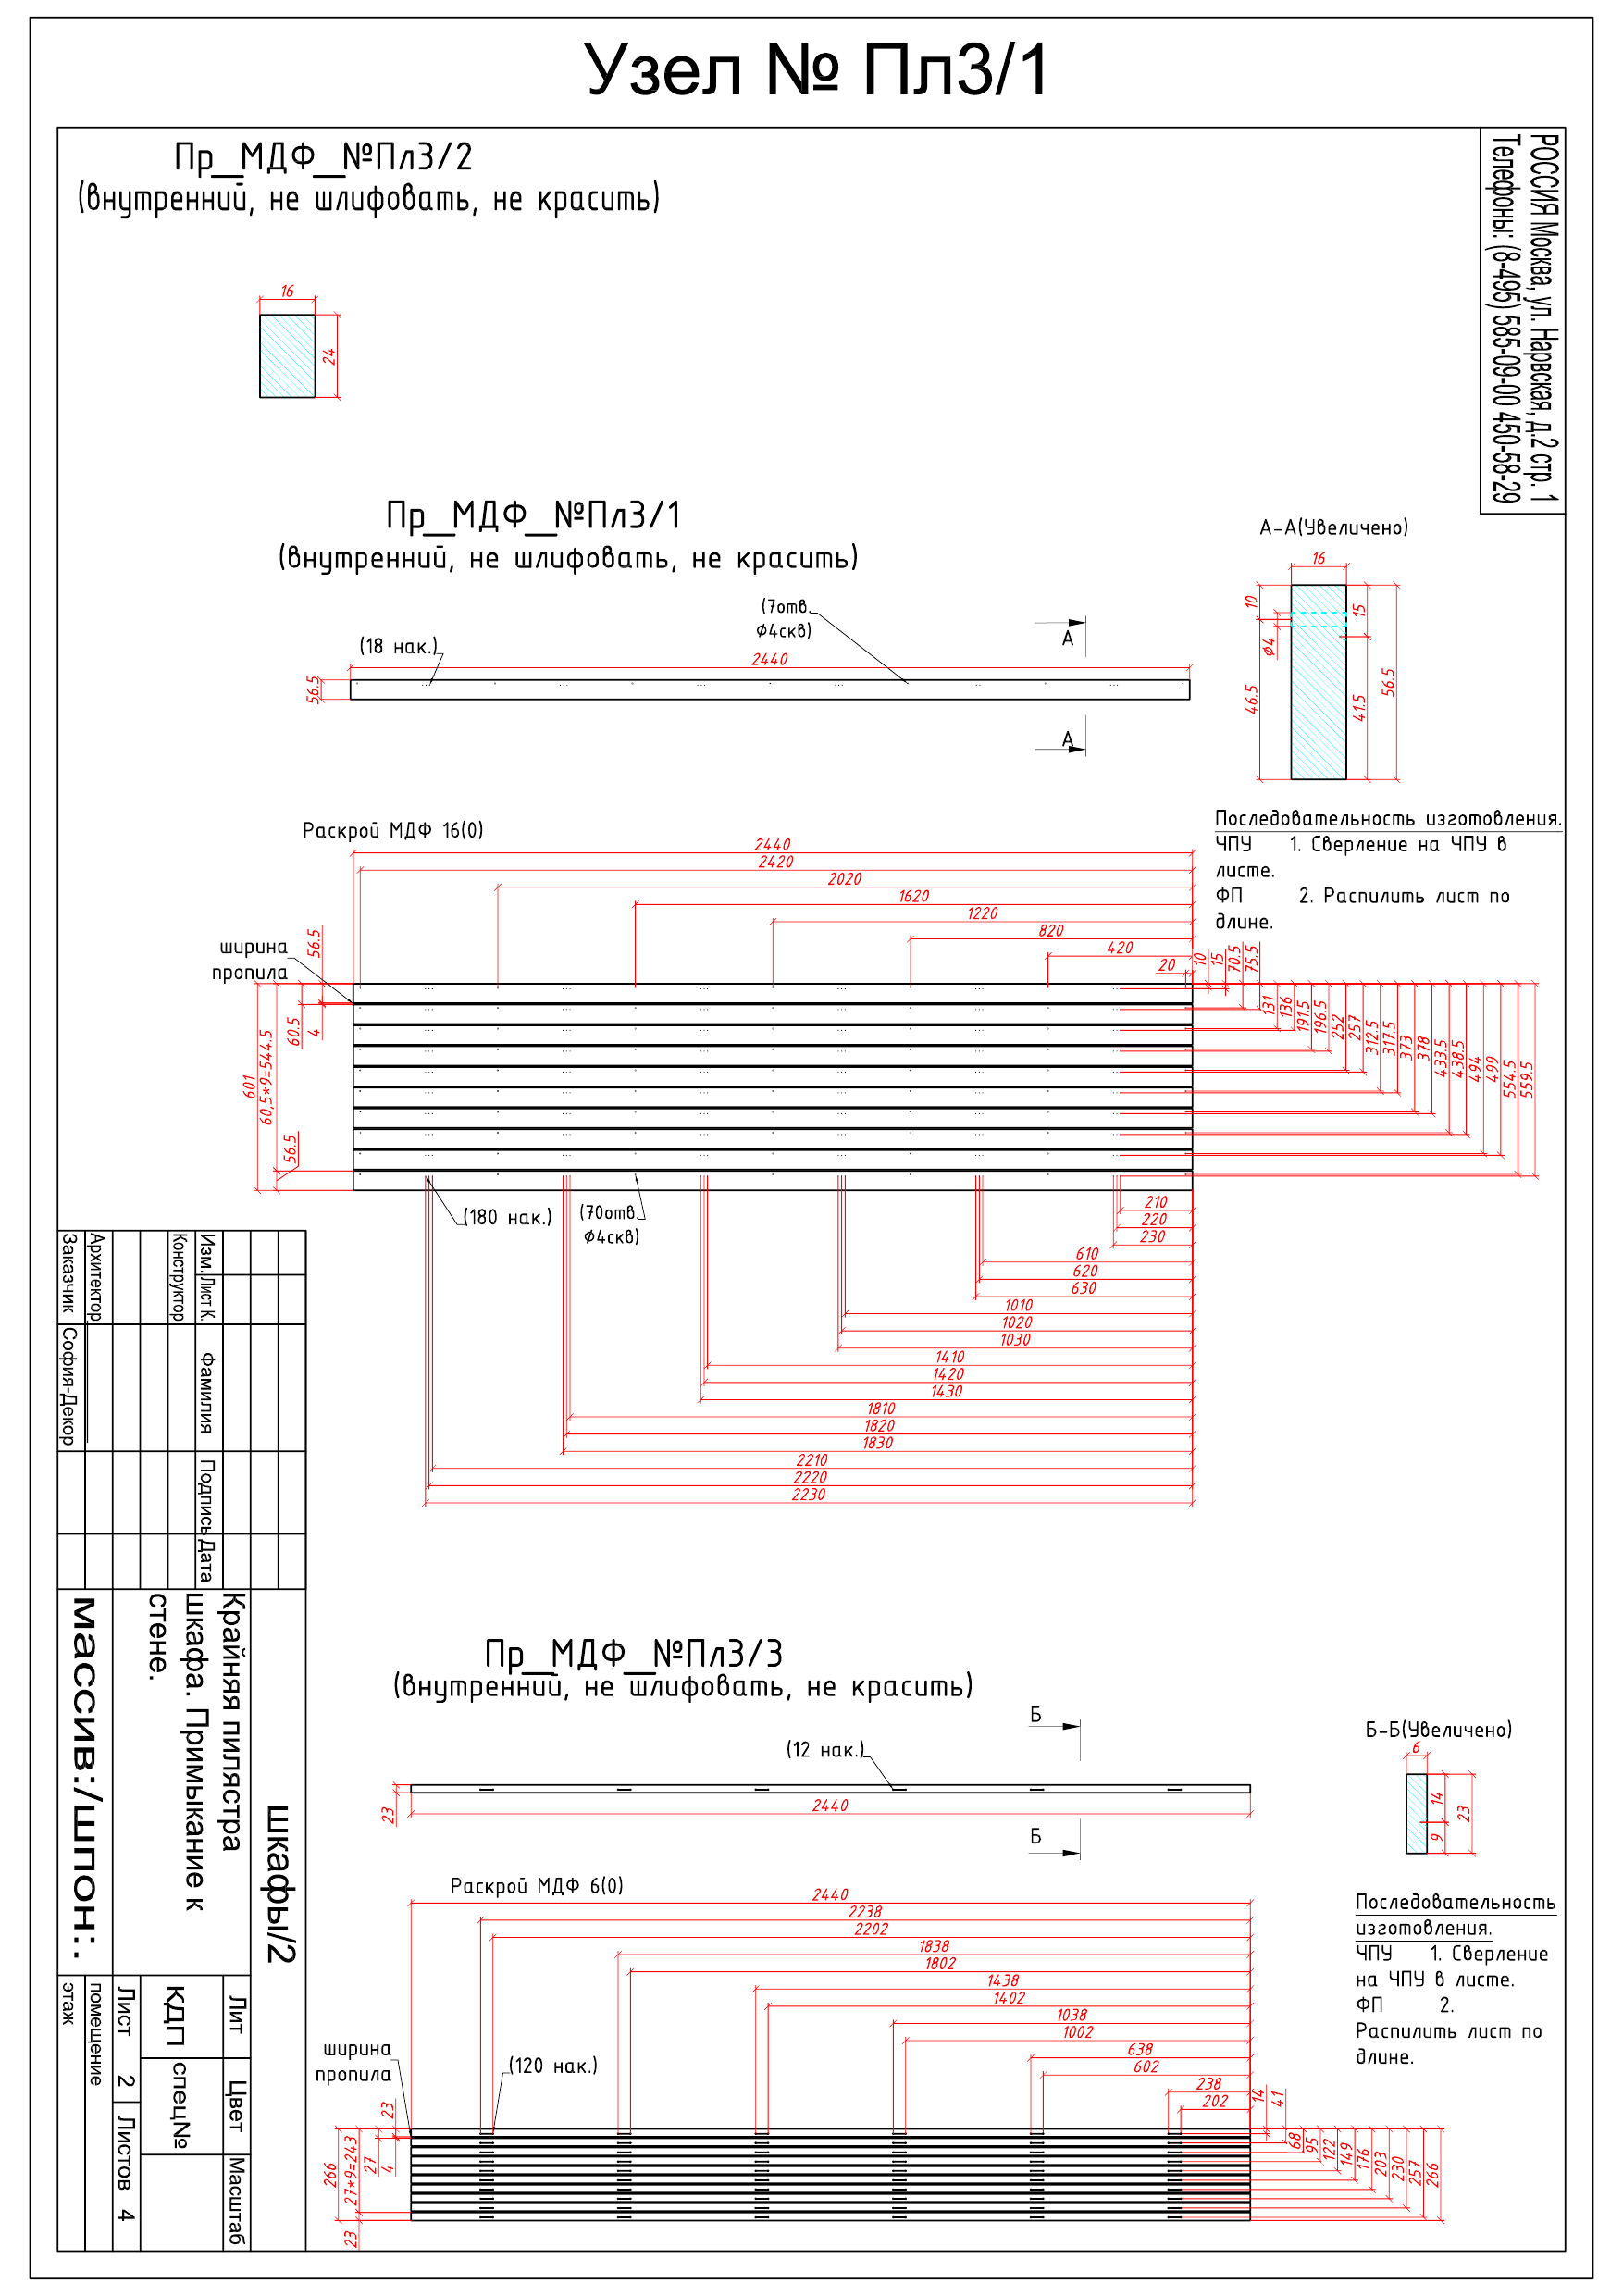 Узел № Пл3/1
РОССИЯ Москва, ул. Нарвская, д.2 стр. 1
Телефоны: (8-495) 585-09-00 450-58-29
Пр_МДФ_№Пл3/2
(внутренний, не шлифовать, не красить)
16
24
Пр_МДФ_№Пл3/1
(внутренний, не шлифовать, не красить)
(18 нак.)
(7отв.
Ф4скв)
2440
56.5
А
А
А-А(Увеличено)
16
10
15
Ф4
46.5
41.5
56.5
Последовательность изготовления.
ЧПУ 1. Сверление на ЧПУ в
листе.
ФП 2. Распилить лист по
длине.
Раскрой МДФ 16(0)
2440
2420
2020
1620
1220
820
420
20
10
15
70.5
75.5
131
136
191.5
196.5
252
257
312.5
317.5
373
378
433.5
438.5
494
499
554.5
559.5
ширина
пропила
56.5
60.5
4
601
60,5*9=544.5
56.5
(180 нак.)
(70отв.
Ф4скв)
210
220
230
610
620
630
1010
1020
1030
1410
1420
1430
1810
1820
1830
2210
2220
2230
Пр_МДФ_№Пл3/3
(внутренний, не шлифовать, не красить)
(12 нак.)
23
2440
Б
Б
Б-Б(Увеличено)
6
14
9
23
Последовательность
изготовления.
ЧПУ 1. Сверление
на ЧПУ в листе.
ФП 2.
Распилить лист по
длине.
Раскрой МДФ 6(0)
2440
2238
2202
1838
1802
1438
1402
1038
1002
638
602
238
202
14
41
68
95
122
149
176
203
230
257
266
ширина
пропила
(120 нак.)
23
27
4
266
27*9=243
23
Изм.
Лист К.
Фамилия
Подпись
Дата
Конструктор
Архитектор
Заказчик
София-Декор
шкафы/2
Крайняя пилястра
шкафа. Примыкание к
стене.
массив:/шпон:.
Лит
Цвет
Масштаб
КДП
спец№
Лист 2
Листов 4
помещение
этаж